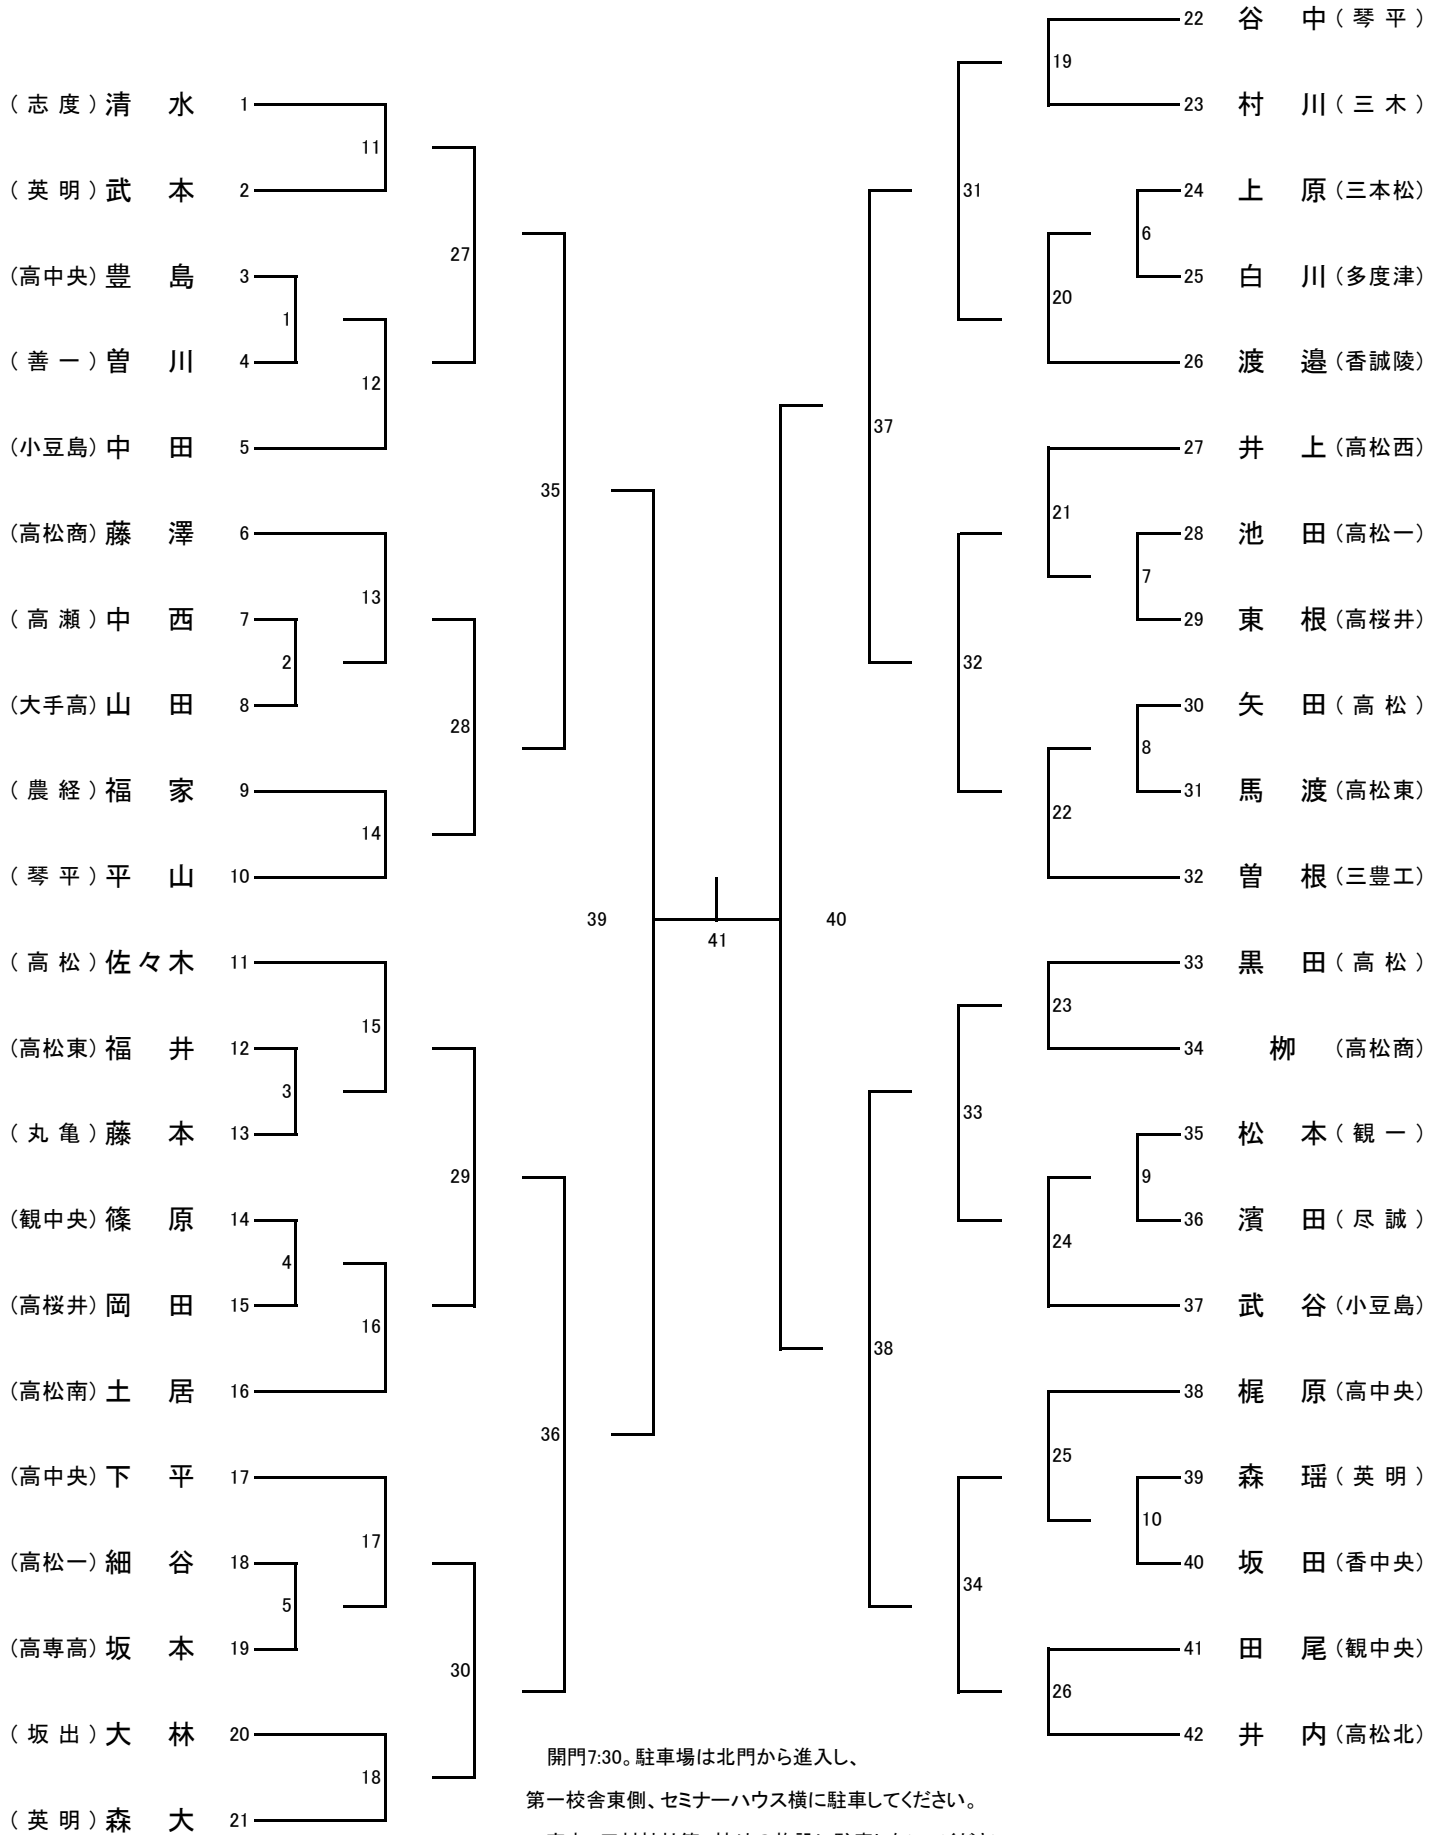 (志度) 清水 1
11
(英明) 武本 2
27
(高中央) 豊島 3
1
(善一) 曽川 4
12
(小豆島) 中田 5
35
(高松商) 藤澤 6
13
(高瀬) 中西 7
2
(大手高) 山田 8
28
(農経) 福家 9
14
(琴平) 平山 10
39
(高松) 佐々木 11
15
(高松東) 福井 12
3
(丸亀) 藤本 13
29
(観中央) 篠原 14
4
(高桜井) 岡田 15
16
(高松南) 土居 16
36
(高中央) 下平 17
17
(高松一) 細谷 18
5
(高専高) 坂本 19
30
(坂出) 大林 20
18
(英明) 森大 21
41
22 谷中 (琴平)
19
23 村川 (三木)
31
24 上原 (三本松)
6
25 白川 (多度津)
20
26 渡邉 (香誠陵)
37
27 井上 (高松西)
21
28 池田 (高松一)
7
29 東根 (高桜井)
32
30 矢田 (高松)
8
31 馬渡 (高松東)
22
32 曽根 (三豊工)
40
33 黒田 (高松)
23
34 栁 (高松商)
33
35 松本 (観一)
9
36 濱田 (尽誠)
24
37 武谷 (小豆島)
38
38 梶原 (高中央)
25
39 森瑶 (英明)
10
40 坂田 (香中央)
34
41 田尾 (観中央)
26
42 井内 (高松北)
開門7:30。駐車場は北門から進入し、
第一校舎東側、セミナーハウス横に駐車してください。